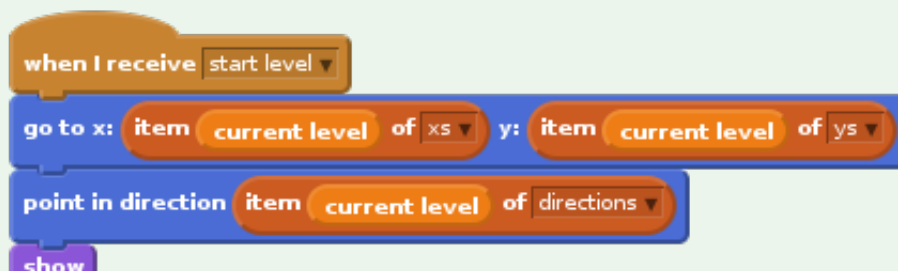 when I receive start level
go to x: item current level of xs y: item current level of ys
point in direction item current level of directions
show